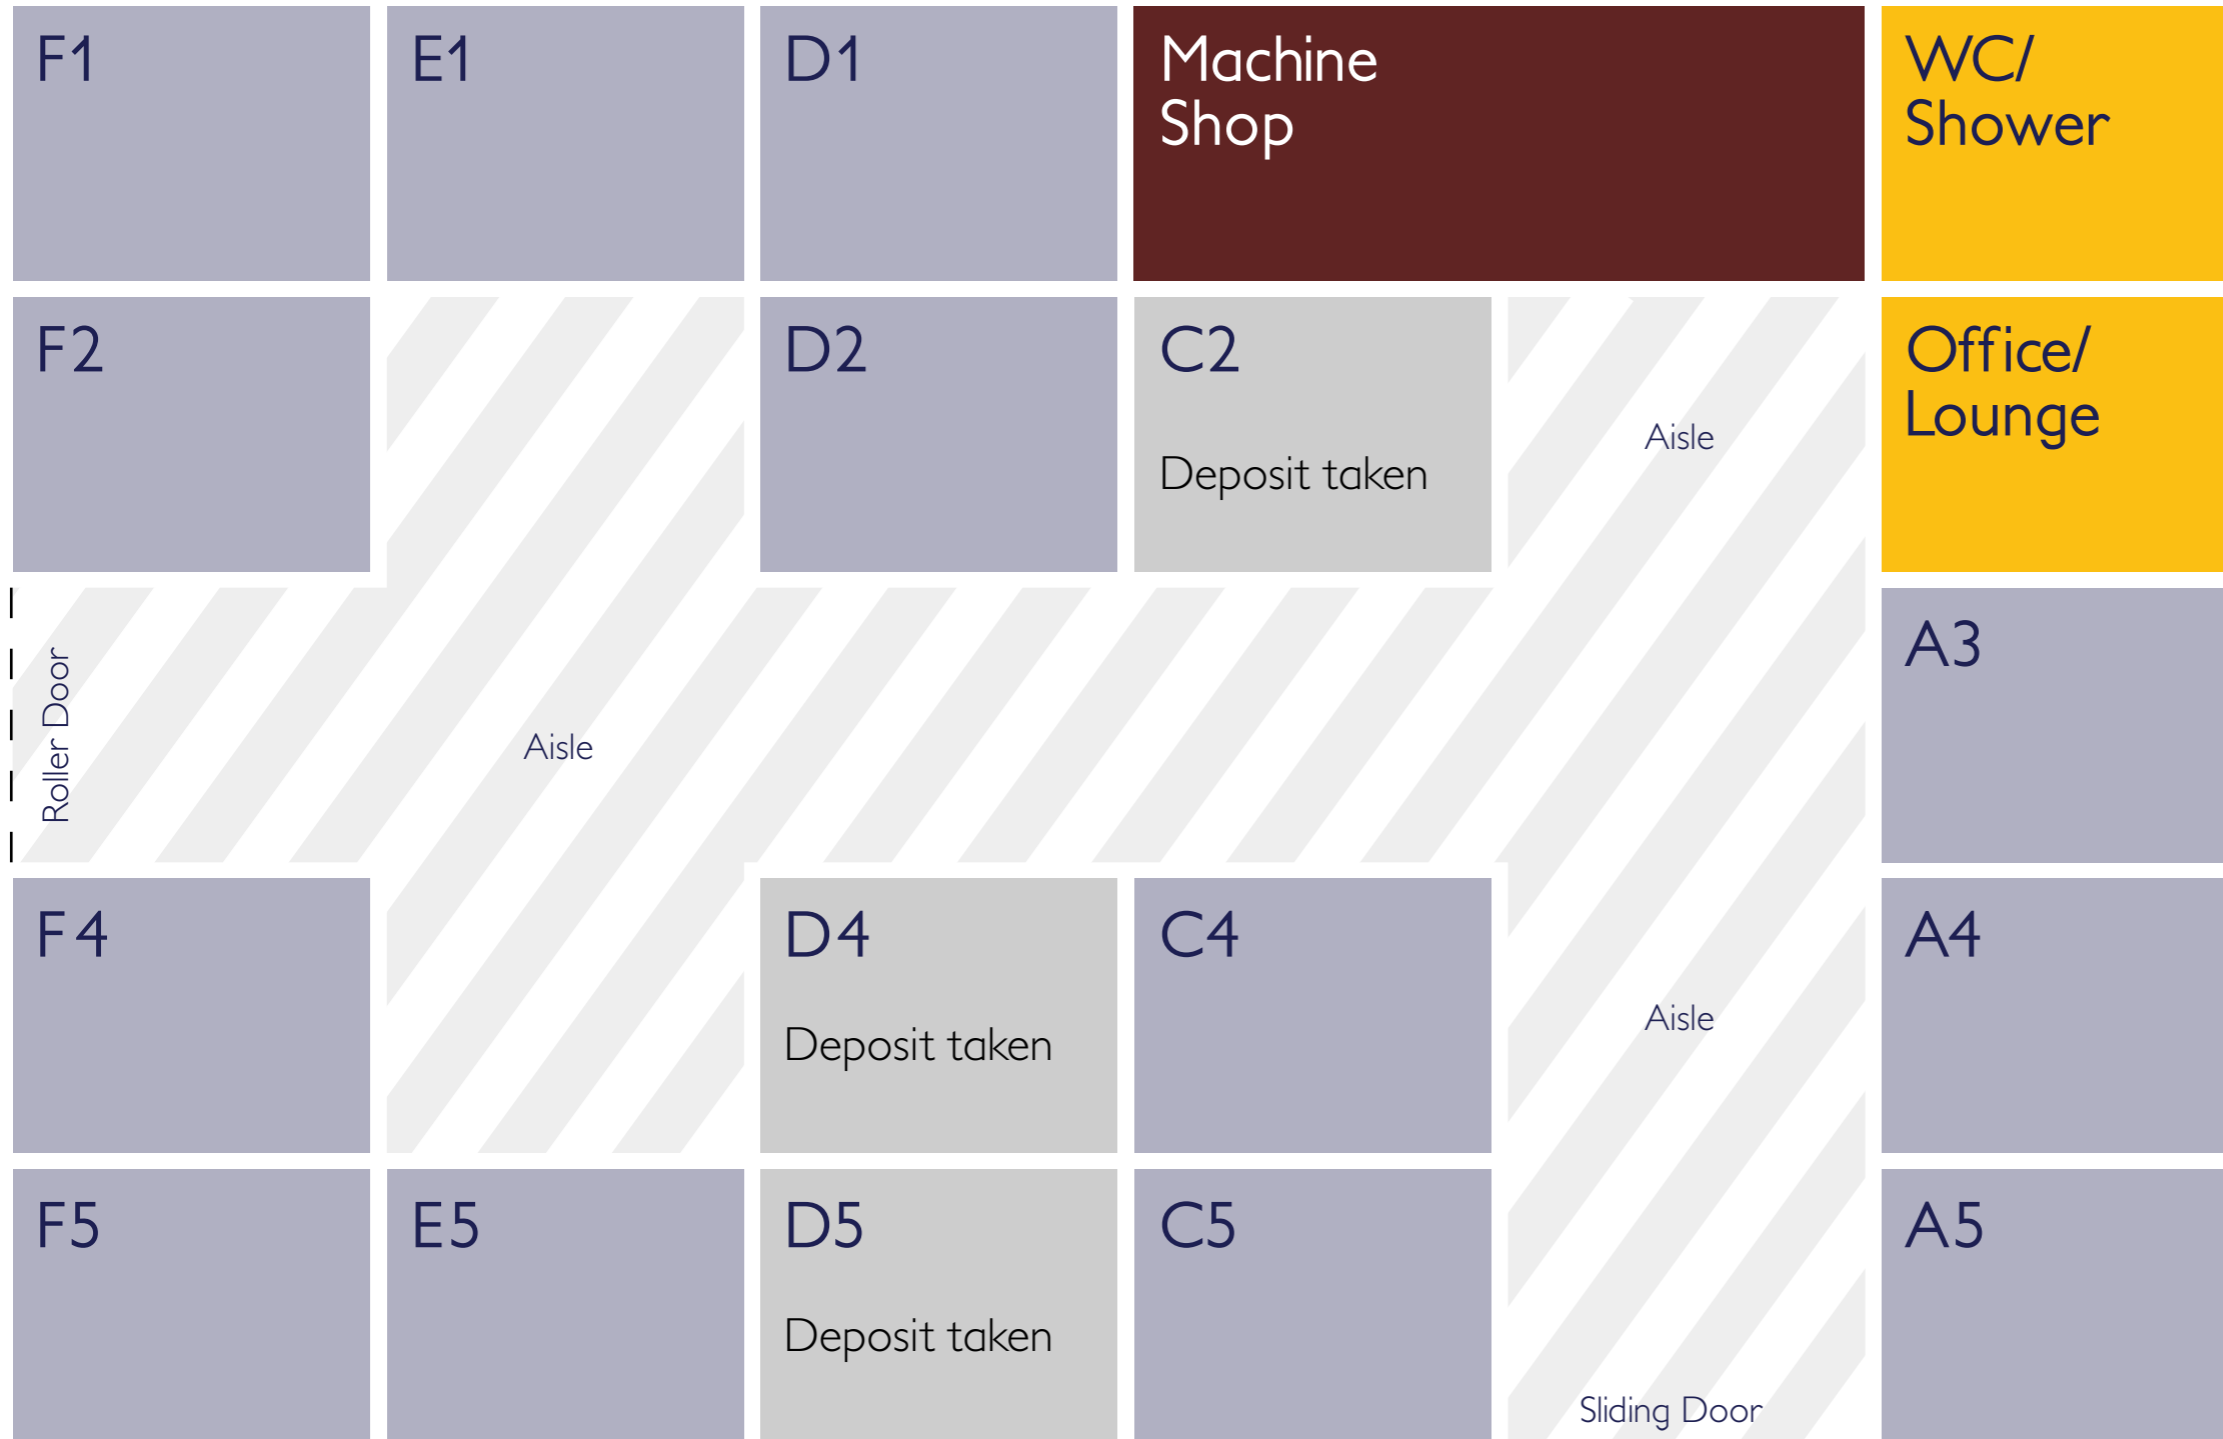 F1
E1
D1
Machine
Shop
WC/
Shower
F2
D2
C2
Deposit taken
Aisle
Office/
Lounge
Roller Door
Aisle
A3
F4
D4
Deposit taken
C4
Aisle
A4
F5
E5
D5
Deposit taken
C5
Sliding Door
A5